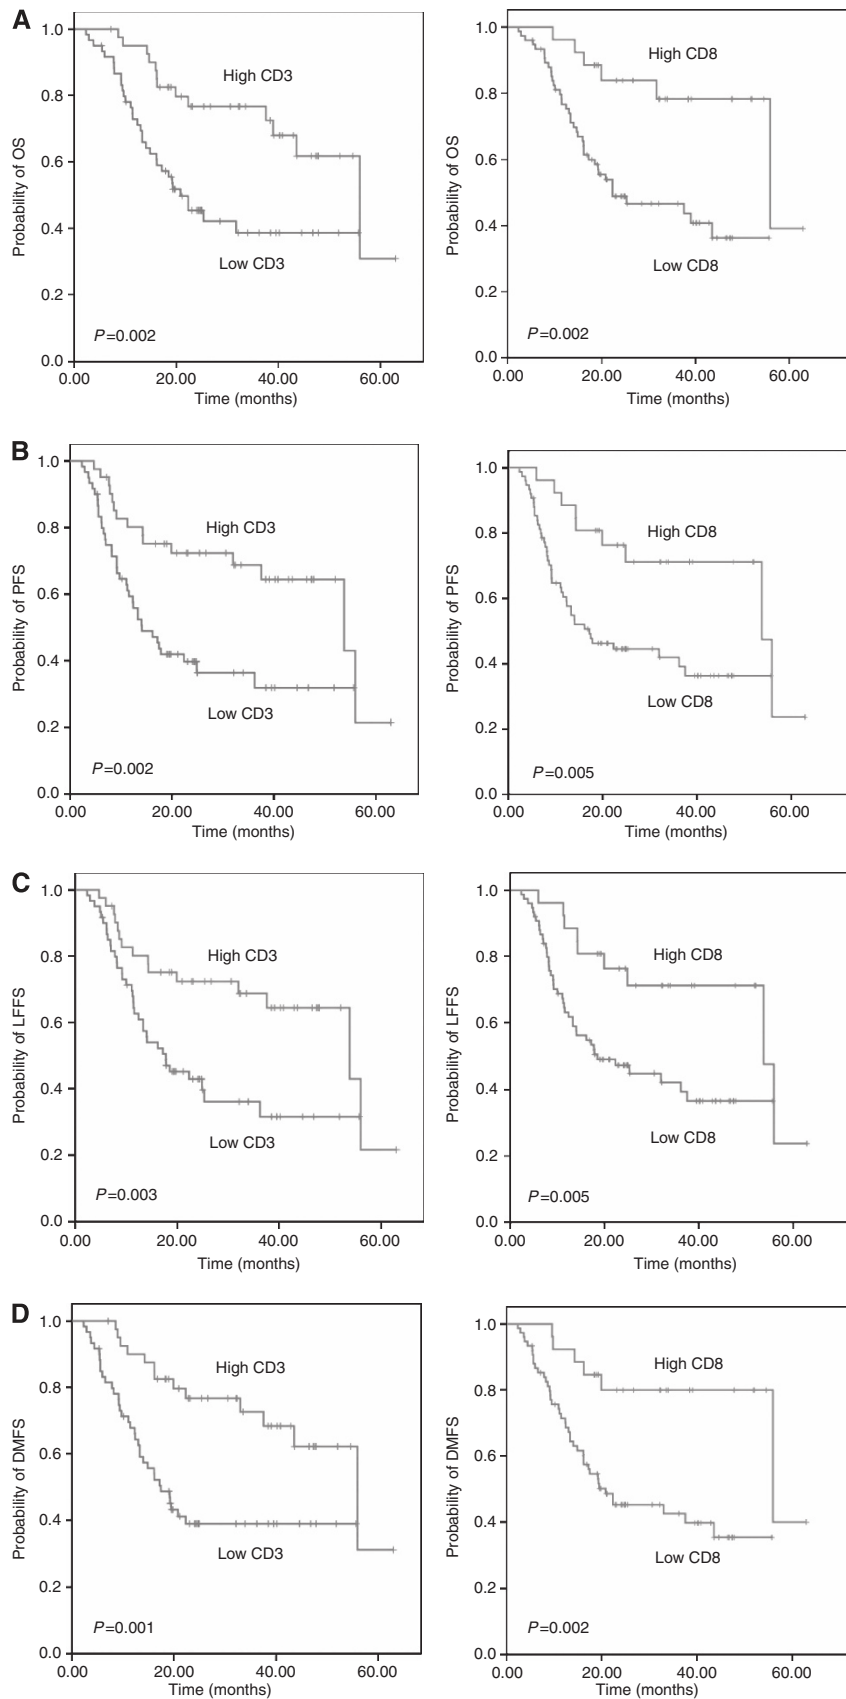 A
1.0
0.8
0.6
0.4
0.2
0.0
Probability of OS
High CD3
Low CD3
P=0.002
0.00 20.00 40.00 60.00
Time (months)
1.0
0.8
0.6
0.4
0.2
0.0
Probability of OS
High CD8
Low CD8
P=0.002
0.00 20.00 40.00 60.00
Time (months)
B
1.0
0.8
0.6
0.4
0.2
0.0
Probability of PFS
High CD3
Low CD3
P=0.002
0.00 20.00 40.00 60.00
Time (months)
1.0
0.8
0.6
0.4
0.2
0.0
Probability of PFS
High CD8
Low CD8
P=0.005
0.00 20.00 40.00 60.00
Time (months)
C
1.0
0.8
0.6
0.4
0.2
0.0
Probability of LFFS
High CD3
Low CD3
P=0.003
0.00 20.00 40.00 60.00
Time (months)
1.0
0.8
0.6
0.4
0.2
0.0
Probability of LFFS
High CD8
Low CD8
P=0.005
0.00 20.00 40.00 60.00
Time (months)
D
1.0
0.8
0.6
0.4
0.2
0.0
Probability of DMFS
High CD3
Low CD3
P=0.001
0.00 20.00 40.00 60.00
Time (months)
1.0
0.8
0.6
0.4
0.2
0.0
Probability of DMFS
High CD8
Low CD8
P=0.002
0.00 20.00 40.00 60.00
Time (months)